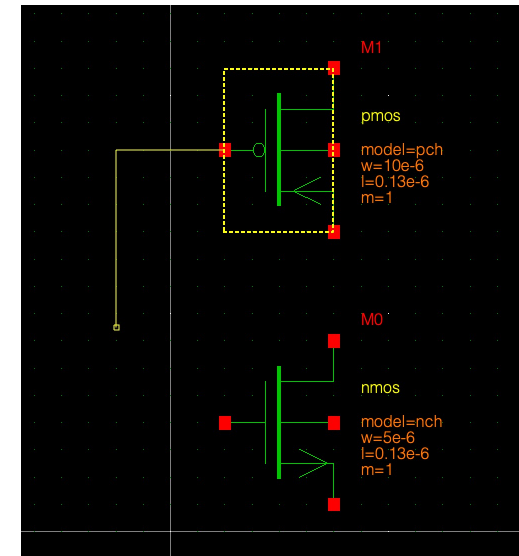 M1
pmos
model=pch
w=10e-6
l=0.13e-6
m=1
M0
nmos
model=nch
w=5e-6
l=0.13e-6
m=1